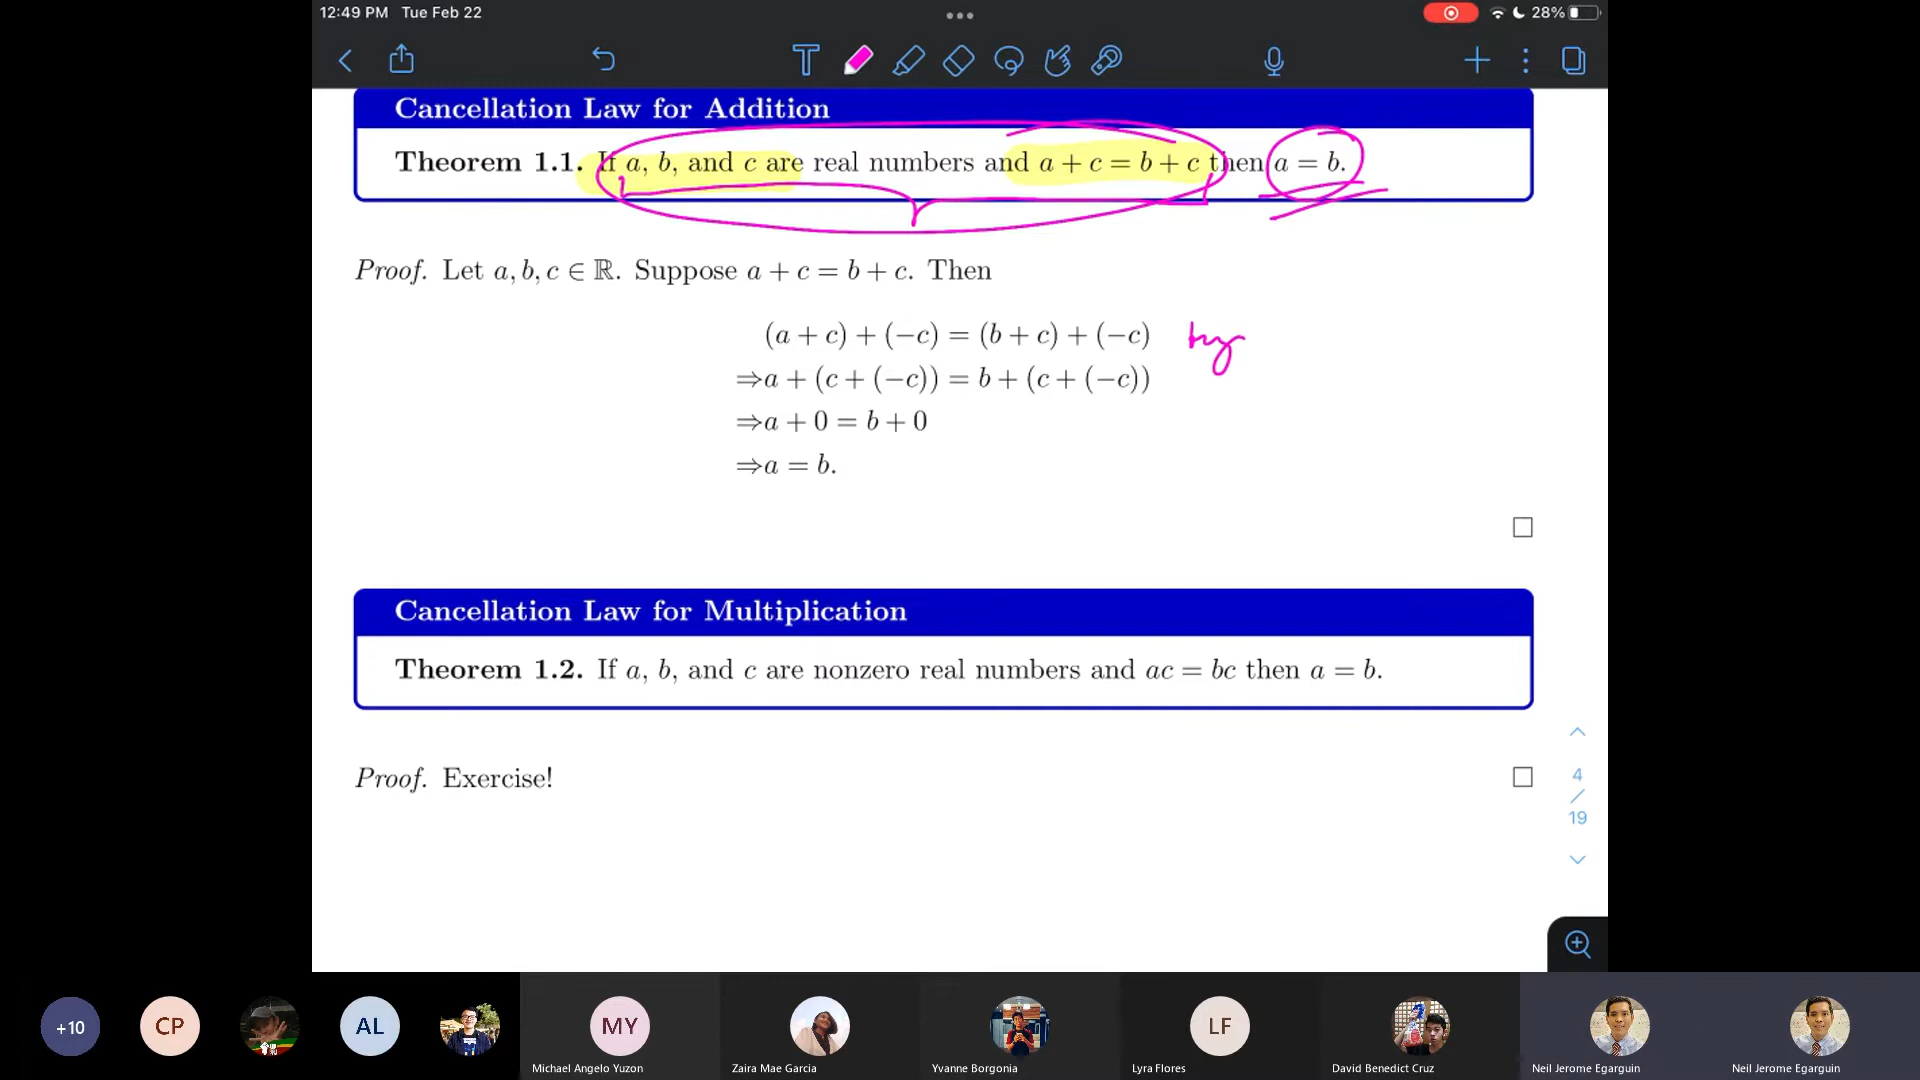 12:49 PM Tue Feb 22
28%
Cancellation Law for Addition
Theorem 1.1. If a, b, and c are real numbers and a + c = b + c then a = b.
Proof. Let a, b, c ∈ ℝ. Suppose a + c = b + c. Then
(a + c) + (−c) = (b + c) + (−c) by
⇒a + (c + (−c)) = b + (c + (−c))
⇒a + 0 = b + 0
⇒a = b.
□
Cancellation Law for Multiplication
Theorem 1.2. If a, b, and c are nonzero real numbers and ac = bc then a = b.
Proof. Exercise!
□
4
/
19
+10
CP
AL
MY
LF
Michael Angelo Yuzon
Zaira Mae Garcia
Yvanne Borgonia
Lyra Flores
David Benedict Cruz
Neil Jerome Egarguin
Neil Jerome Egarguin